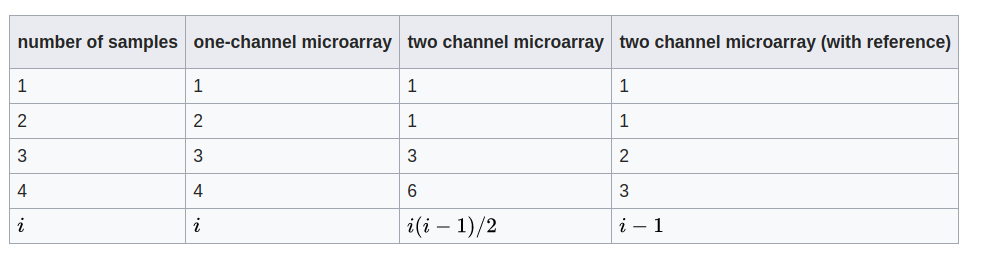 number of samples one-channel microarray two channel microarray two channel microarray (with reference)
1 1 1 1
2 2 1 1
3 3 3 2
4 4 6 3
i i i(i − 1)/2 i − 1